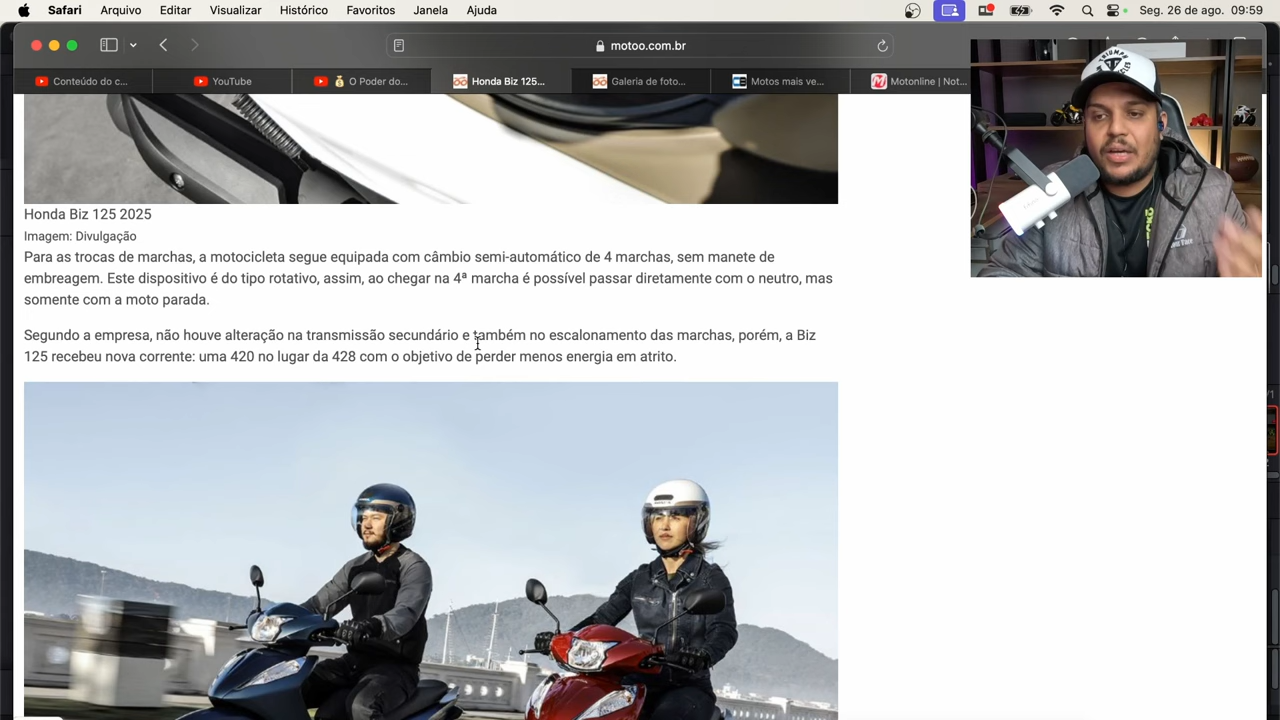 Safari Arquivo Editar Visualizar Histórico Favoritos Janela Ajuda Seg. 26 de ago. 09:59
motoo.com.br
Conteúdo do c... YouTube O Poder do... Honda Biz 125... Galeria de foto... Motos mais ve... Motonline | Not...
TRIUMPH
Honda Biz 125 2025
Imagem: Divulgação
Para as trocas de marchas, a motocicleta segue equipada com câmbio semi-automático de 4 marchas, sem manete de
embreagem. Este dispositivo é do tipo rotativo, assim, ao chegar na 4ª marcha é possível passar diretamente com o neutro, mas
somente com a moto parada.
Segundo a empresa, não houve alteração na transmissão secundário e também no escalonamento das marchas, porém, a Biz
125 recebeu nova corrente: uma 420 no lugar da 428 com o objetivo de perder menos energia em atrito.